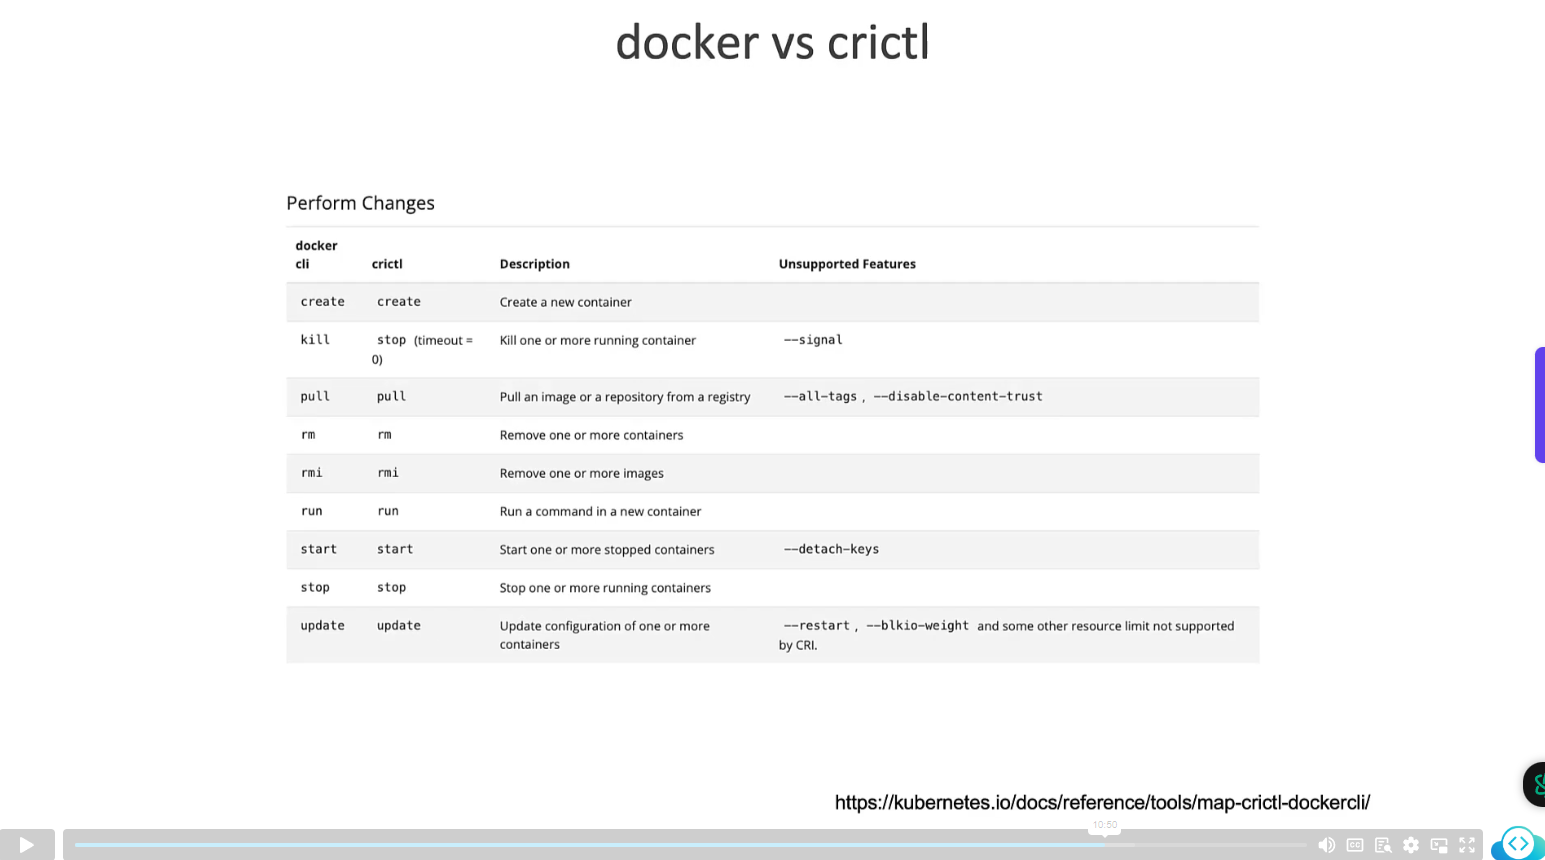 docker vs crictl
Perform Changes
docker
cli crictl Description Unsupported Features
create create Create a new container
kill stop (timeout = Kill one or more running container --signal
0)
pull pull Pull an image or a repository from a registry --all-tags , --disable-content-trust
rm rm Remove one or more containers
rmi rmi Remove one or more images
run run Run a command in a new container
start start Start one or more stopped containers --detach-keys
stop stop Stop one or more running containers
update update Update configuration of one or more --restart , --blkio-weight and some other resource limit not supported
containers by CRI.
https://kubernetes.io/docs/reference/tools/map-crictl-dockercli/
10:50
CC